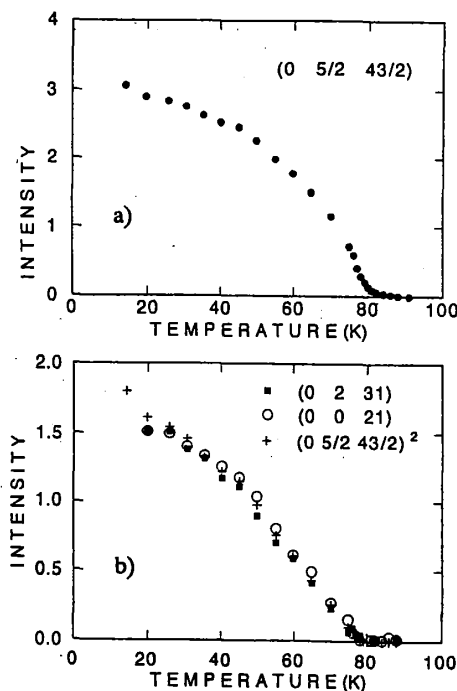 4
3
2
1
0
INTENSITY
(0 5/2 43/2)
a)
20 40 60 80 100
TEMPERATURE(K)
2.0
1.5
1.0
0.5
0.0
INTENSITY
(0 2 31)
(0 0 21)
+ (0 5/2 43/2)²
b)
0 20 40 60 80 100
TEMPERATURE(K)